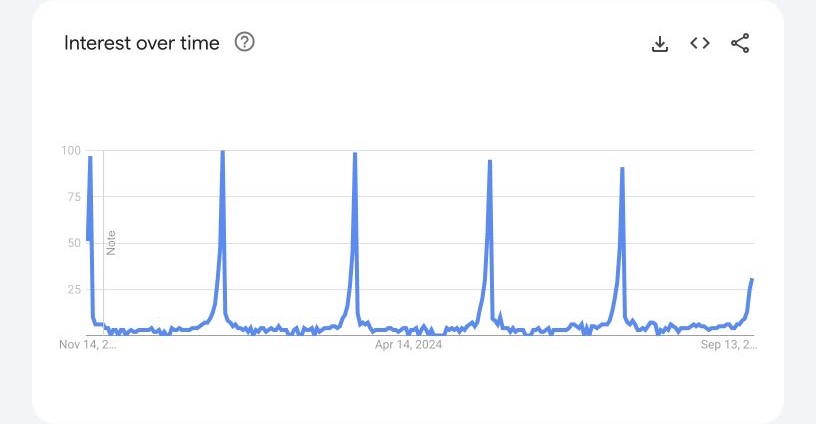 Interest over time
100
75
50
25
Note
Nov 14, 2...
Apr 14, 2024
Sep 13, 2...